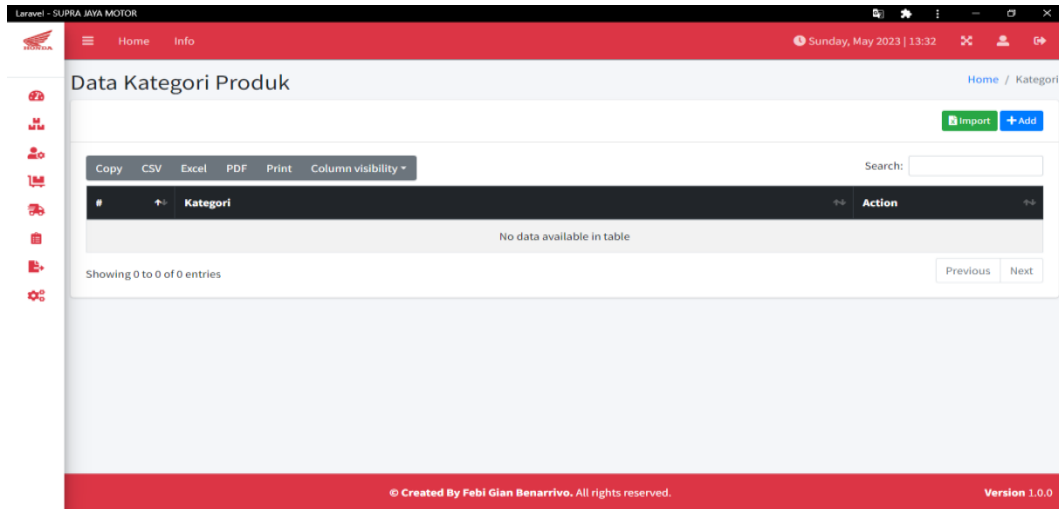 Laravel - SUPRA JAYA MOTOR
HONDA
Home Info Sunday, May 2023 | 13:32
Data Kategori Produk
Home / Kategori
Import +Add
Copy CSV Excel PDF Print Column visibility
Search:
# Kategori Action
No data available in table
Showing 0 to 0 of 0 entries
Previous Next
© Created By Febi Gian Benarrivo. All rights reserved.
Version 1.0.0